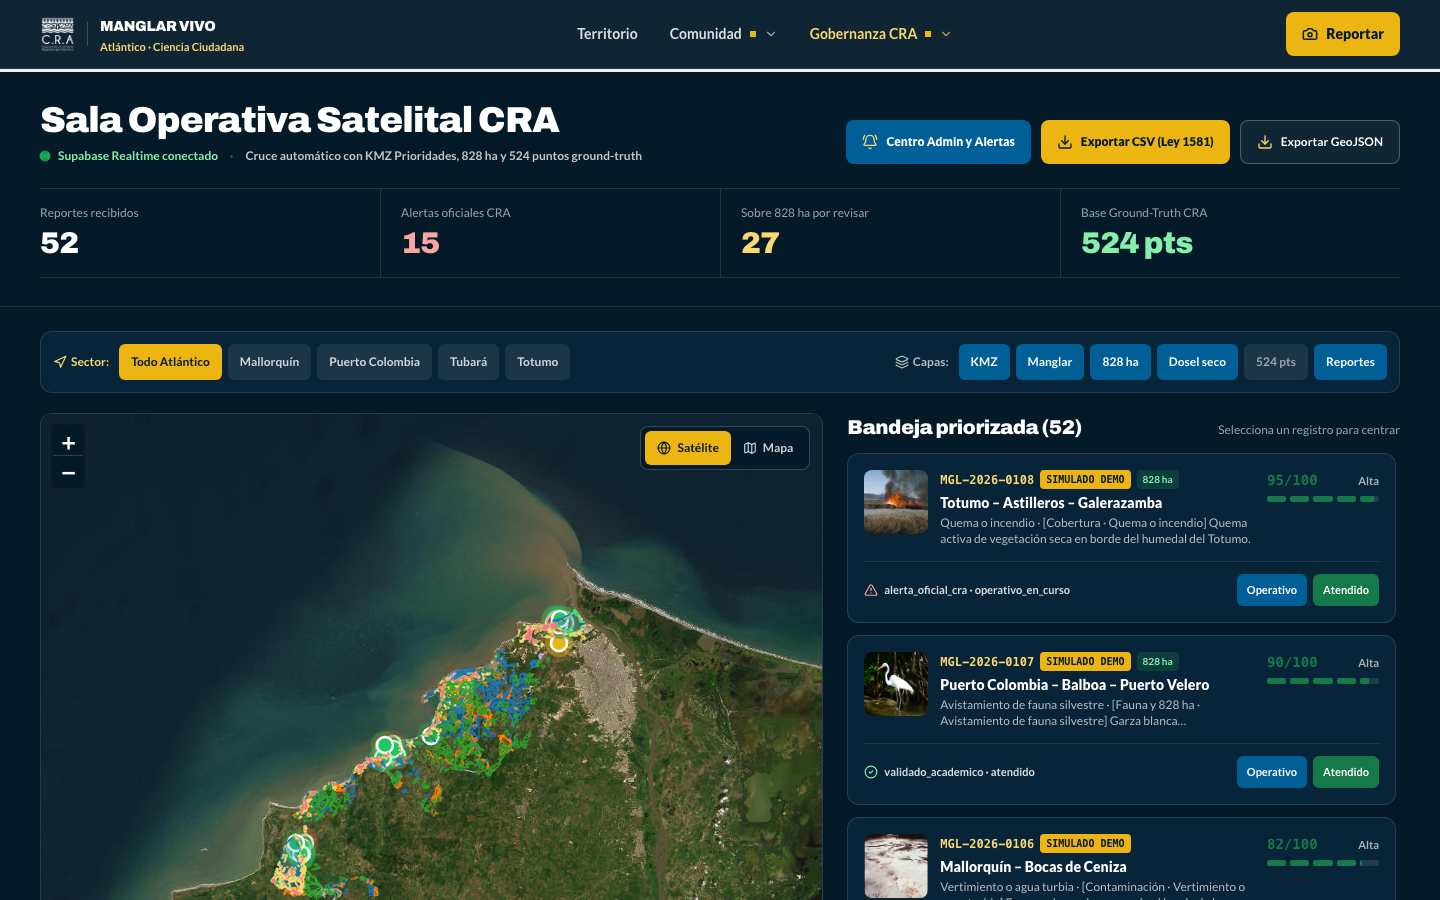 C.R.A
MANGLAR VIVO
Atlántico · Ciencia Ciudadana
Territorio
Comunidad
Gobernanza CRA
Reportar
Sala Operativa Satelital CRA
Supabase Realtime conectado · Cruce automático con KMZ Prioridades, 828 ha y 524 puntos ground-truth
Centro Admin y Alertas
Exportar CSV (Ley 1581)
Exportar GeoJSON
Reportes recibidos
52
Alertas oficiales CRA
15
Sobre 828 ha por revisar
27
Base Ground-Truth CRA
524 pts
Sector:
Todo Atlántico
Mallorquín
Puerto Colombia
Tubará
Totumo
Capas:
KMZ
Manglar
828 ha
Dosel seco
524 pts
Reportes
+
−
Satélite
Mapa
Bandeja priorizada (52)
Selecciona un registro para centrar
MGL-2026-0108 SIMULADO DEMO 828 ha
95/100 Alta
Totumo – Astilleros – Galerazamba
Quema o incendio · [Cobertura · Quema o incendio] Quema
activa de vegetación seca en borde del humedal del Totumo.
alerta_oficial_cra · operativo_en_curso
Operativo
Atendido
MGL-2026-0107 SIMULADO DEMO 828 ha
90/100 Alta
Puerto Colombia – Balboa – Puerto Velero
Avistamiento de fauna silvestre · [Fauna y 828 ha ·
Avistamiento de fauna silvestre] Garza blanca...
validado_academico · atendido
Operativo
Atendido
MGL-2026-0106 SIMULADO DEMO
82/100 Alta
Mallorquín – Bocas de Ceniza
Vertimiento o agua turbia · [Contaminación · Vertimiento o